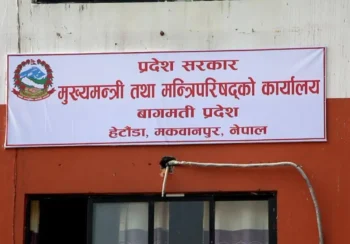 प्रदेश सरकार
मुख्यमन्त्री तथा मन्त्रिपरिषद्को कार्यालय
बागमती प्रदेश
हेटौंडा, मकवानपुर, नेपाल